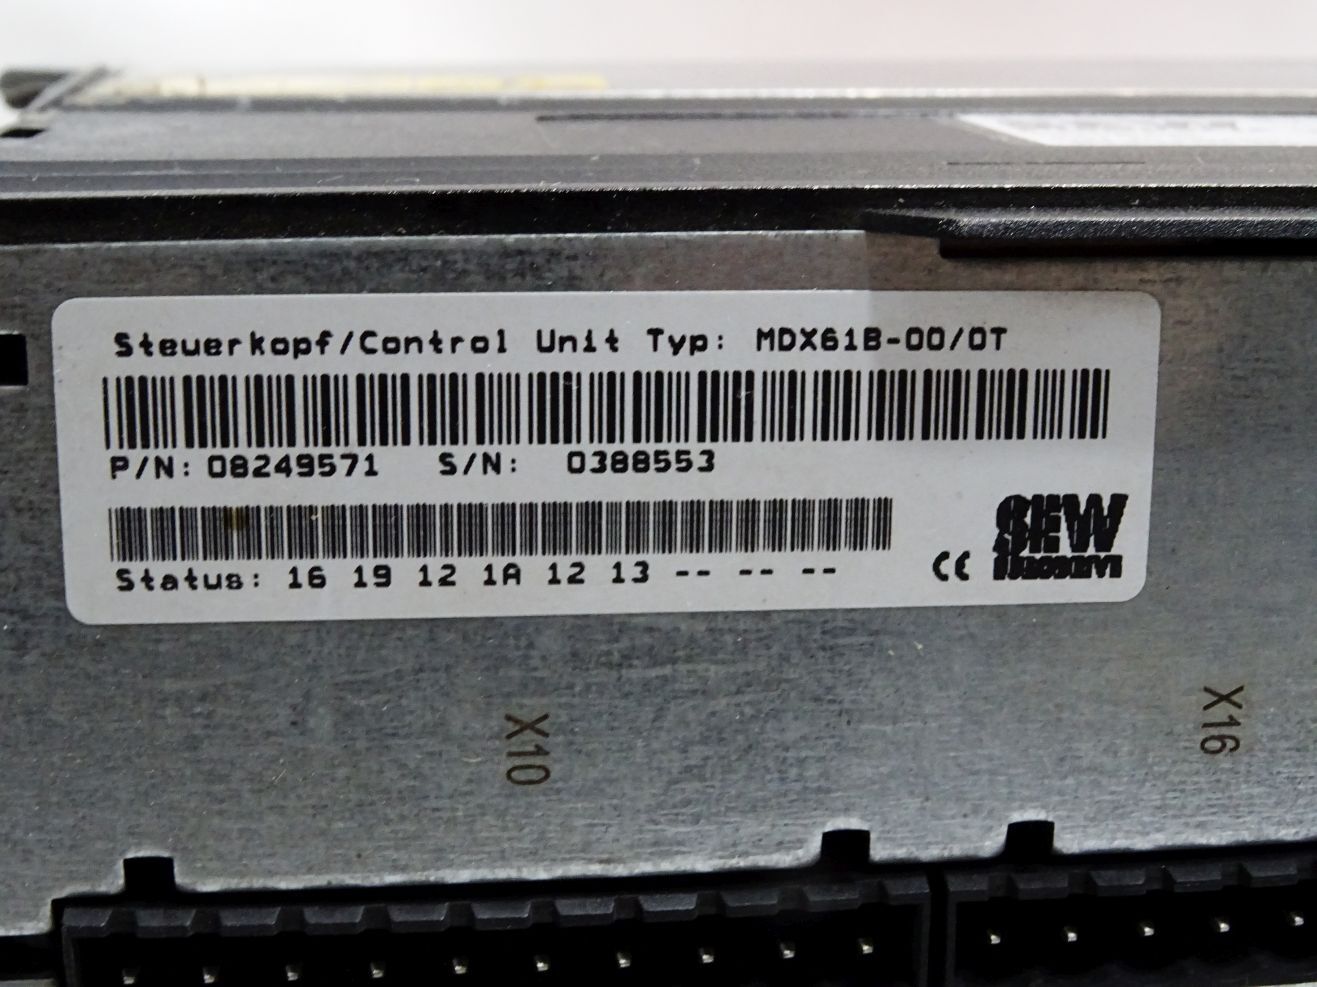 Steuerkopf/Control Unit Typ: MDX61B-00/0T
P/N: 08249571 S/N: 0388553
Status: 16 19 12 1A 12 13 -- -- --
CE
SEW
EURODRIVE
X10
X16